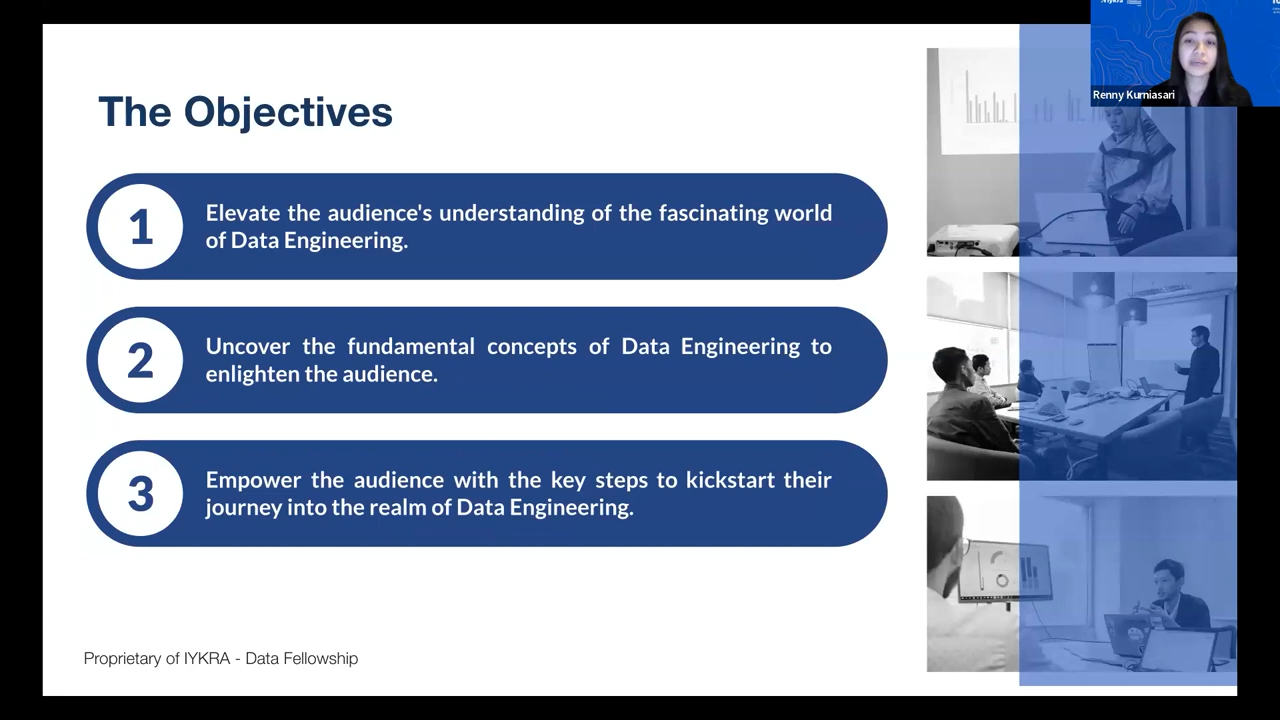 The Objectives
1
Elevate the audience's understanding of the fascinating world
of Data Engineering.
2
Uncover the fundamental concepts of Data Engineering to
enlighten the audience.
3
Empower the audience with the key steps to kickstart their
journey into the realm of Data Engineering.
Proprietary of IYKRA - Data Fellowship
Renny Kurniasari